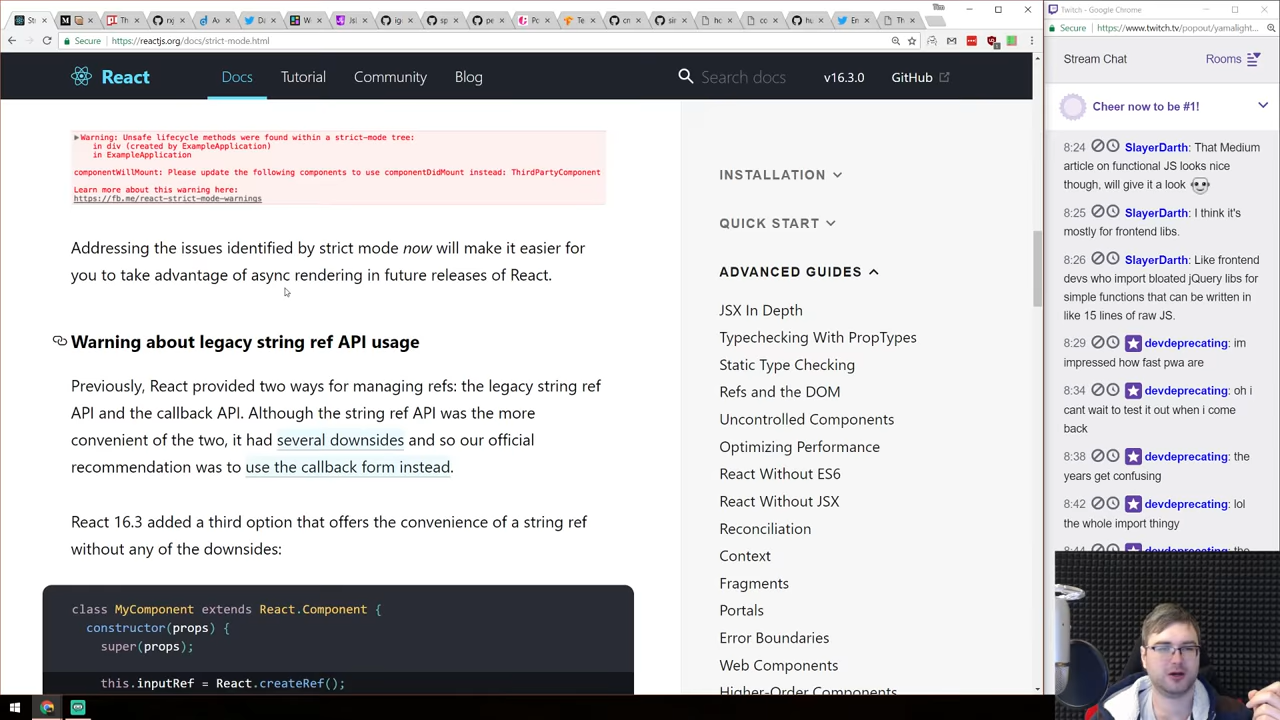 Secure
https://reactjs.org/docs/strict-mode.html
React
Docs
Tutorial
Community
Blog
Search docs
v16.3.0
GitHub
Warning: Unsafe lifecycle methods were found within a strict-mode tree:
in div (created by ExampleApplication)
in ExampleApplication
componentWillMount: Please update the following components to use componentDidMount instead: ThirdPartyComponent
Learn more about this warning here:
https://fb.me/react-strict-mode-warnings
Addressing the issues identified by strict mode now will make it easier for
you to take advantage of async rendering in future releases of React.
Warning about legacy string ref API usage
Previously, React provided two ways for managing refs: the legacy string ref
API and the callback API. Although the string ref API was the more
convenient of the two, it had several downsides and so our official
recommendation was to use the callback form instead.
React 16.3 added a third option that offers the convenience of a string ref
without any of the downsides:
class MyComponent extends React.Component {
constructor(props) {
super(props);
this.inputRef = React.createRef();
INSTALLATION
QUICK START
ADVANCED GUIDES
JSX In Depth
Typechecking With PropTypes
Static Type Checking
Refs and the DOM
Uncontrolled Components
Optimizing Performance
React Without ES6
React Without JSX
Reconciliation
Context
Fragments
Portals
Error Boundaries
Web Components
Higher-Order Components
Twitch - Google Chrome
Secure
https://www.twitch.tv/popout/yamalight...
Stream Chat
Rooms
Cheer now to be #1!
8:24 SlayerDarth: That Medium
article on functional JS looks nice
though, will give it a look
8:25 SlayerDarth: I think it's
mostly for frontend libs.
8:26 SlayerDarth: Like frontend
devs who import bloated jQuery libs for
simple functions that can be written in
like 15 lines of raw JS.
8:29 devdeprecating: im
impressed how fast pwa are
8:34 devdeprecating: oh i
cant wait to test it out when i come
back
8:38 devdeprecating: the
years get confusing
8:42 devdeprecating: lol
the whole import thingy